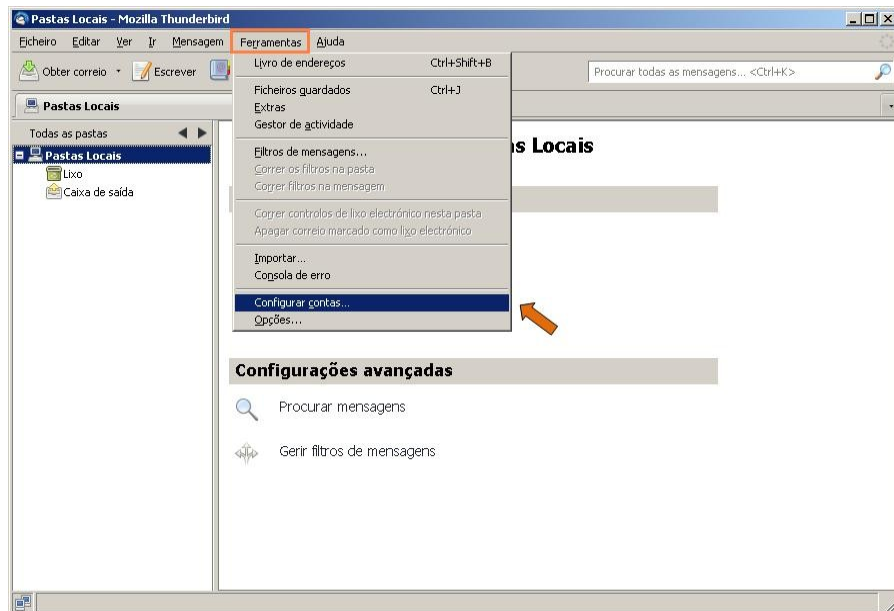 Pastas Locais - Mozilla Thunderbird
Ficheiro Editar Ver Ir Mensagem Ferramentas Ajuda
Obter correio Escrever
Procurar todas as mensagens... <Ctrl+K>
Pastas Locais
Todas as pastas
Pastas Locais
Lixo
Caixa de saída
Livro de endereços Ctrl+Shift+B
Ficheiros guardados Ctrl+J
Extras
Gestor de actividade
Filtros de mensagens...
Correr os filtros na pasta
Correr filtros na mensagem
Correr controlos de lixo electrónico nesta pasta
Apagar correio marcado como lixo electrónico
Importar...
Consola de erro
Configurar contas...
Opções...
s Locais
Configurações avançadas
Procurar mensagens
Gerir filtros de mensagens